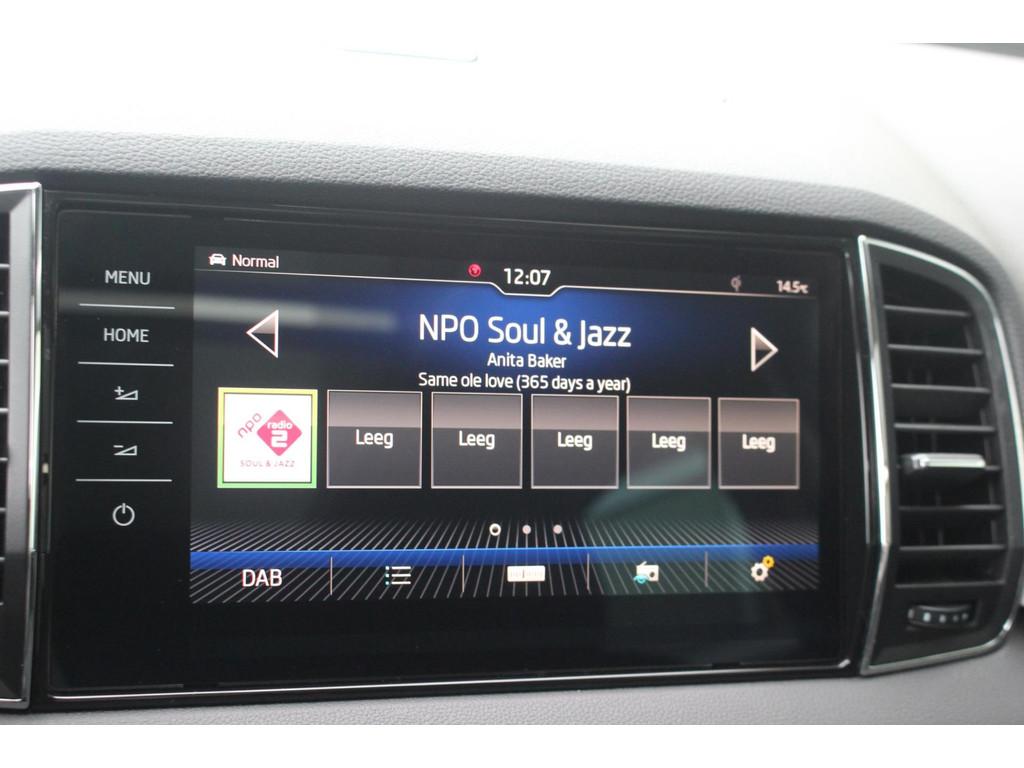 MENU
HOME
Normal
12:07
14.5°C
NPO Soul & Jazz
Anita Baker
Same ole love (365 days a year)
npo
radio
2
SOUL & JAZZ
Leeg
Leeg
Leeg
Leeg
Leeg
DAB